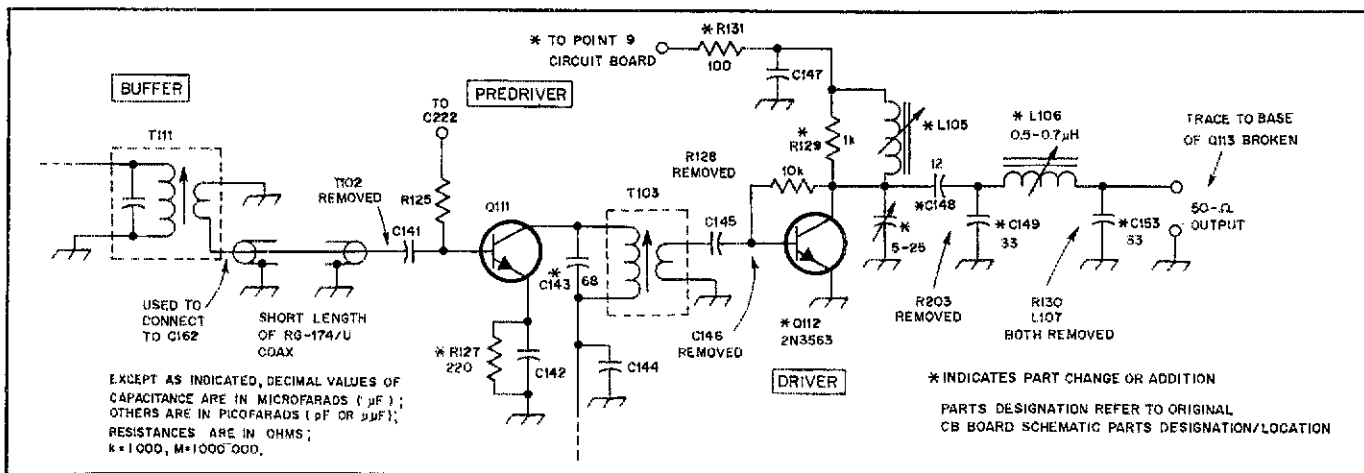 * TO POINT 9
CIRCUIT BOARD
* R131
100
C147
BUFFER
T111
PREDRIVER
TO
C222
T102
REMOVED
R125
C141
Q111
*
C143
68
T103
R128
REMOVED
10k
C145
*
R129
1k
* L105
12
*C148
*
5-25
* L106
0.5-0.7µH
*C149
33
*C153
33
TRACE TO BASE
OF Q113 BROKEN
50-Ω
OUTPUT
USED TO
CONNECT
TO C162
SHORT LENGTH
OF RG-174/U
COAX
* R127
220
C142
C144
C146
REMOVED
*Q112
2N3563
DRIVER
R203
REMOVED
R130
L107
BOTH REMOVED
EXCEPT AS INDICATED, DECIMAL VALUES OF
CAPACITANCE ARE IN MICROFARADS ( µF ) ;
OTHERS ARE IN PICOFARADS ( pF OR µµF);
RESISTANCES ARE IN OHMS;
k=1000, M=1000 000.
* INDICATES PART CHANGE OR ADDITION
PARTS DESIGNATION REFER TO ORIGINAL
CB BOARD SCHEMATIC PARTS DESIGNATION/LOCATION